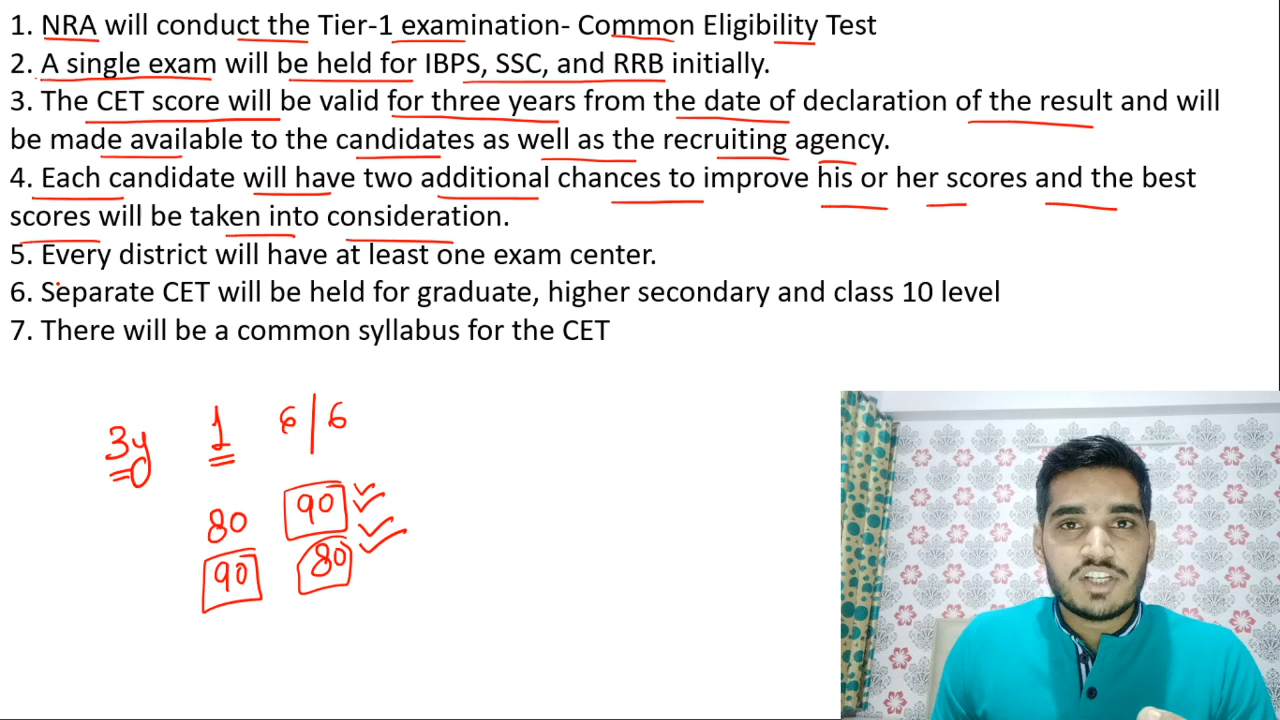 1. NRA will conduct the Tier-1 examination- Common Eligibility Test
2. A single exam will be held for IBPS, SSC, and RRB initially.
3. The CET score will be valid for three years from the date of declaration of the result and will
be made available to the candidates as well as the recruiting agency.
4. Each candidate will have two additional chances to improve his or her scores and the best
scores will be taken into consideration.
5. Every district will have at least one exam center.
6. Separate CET will be held for graduate, higher secondary and class 10 level
7. There will be a common syllabus for the CET
3y 1 6/6
80 90
90 80